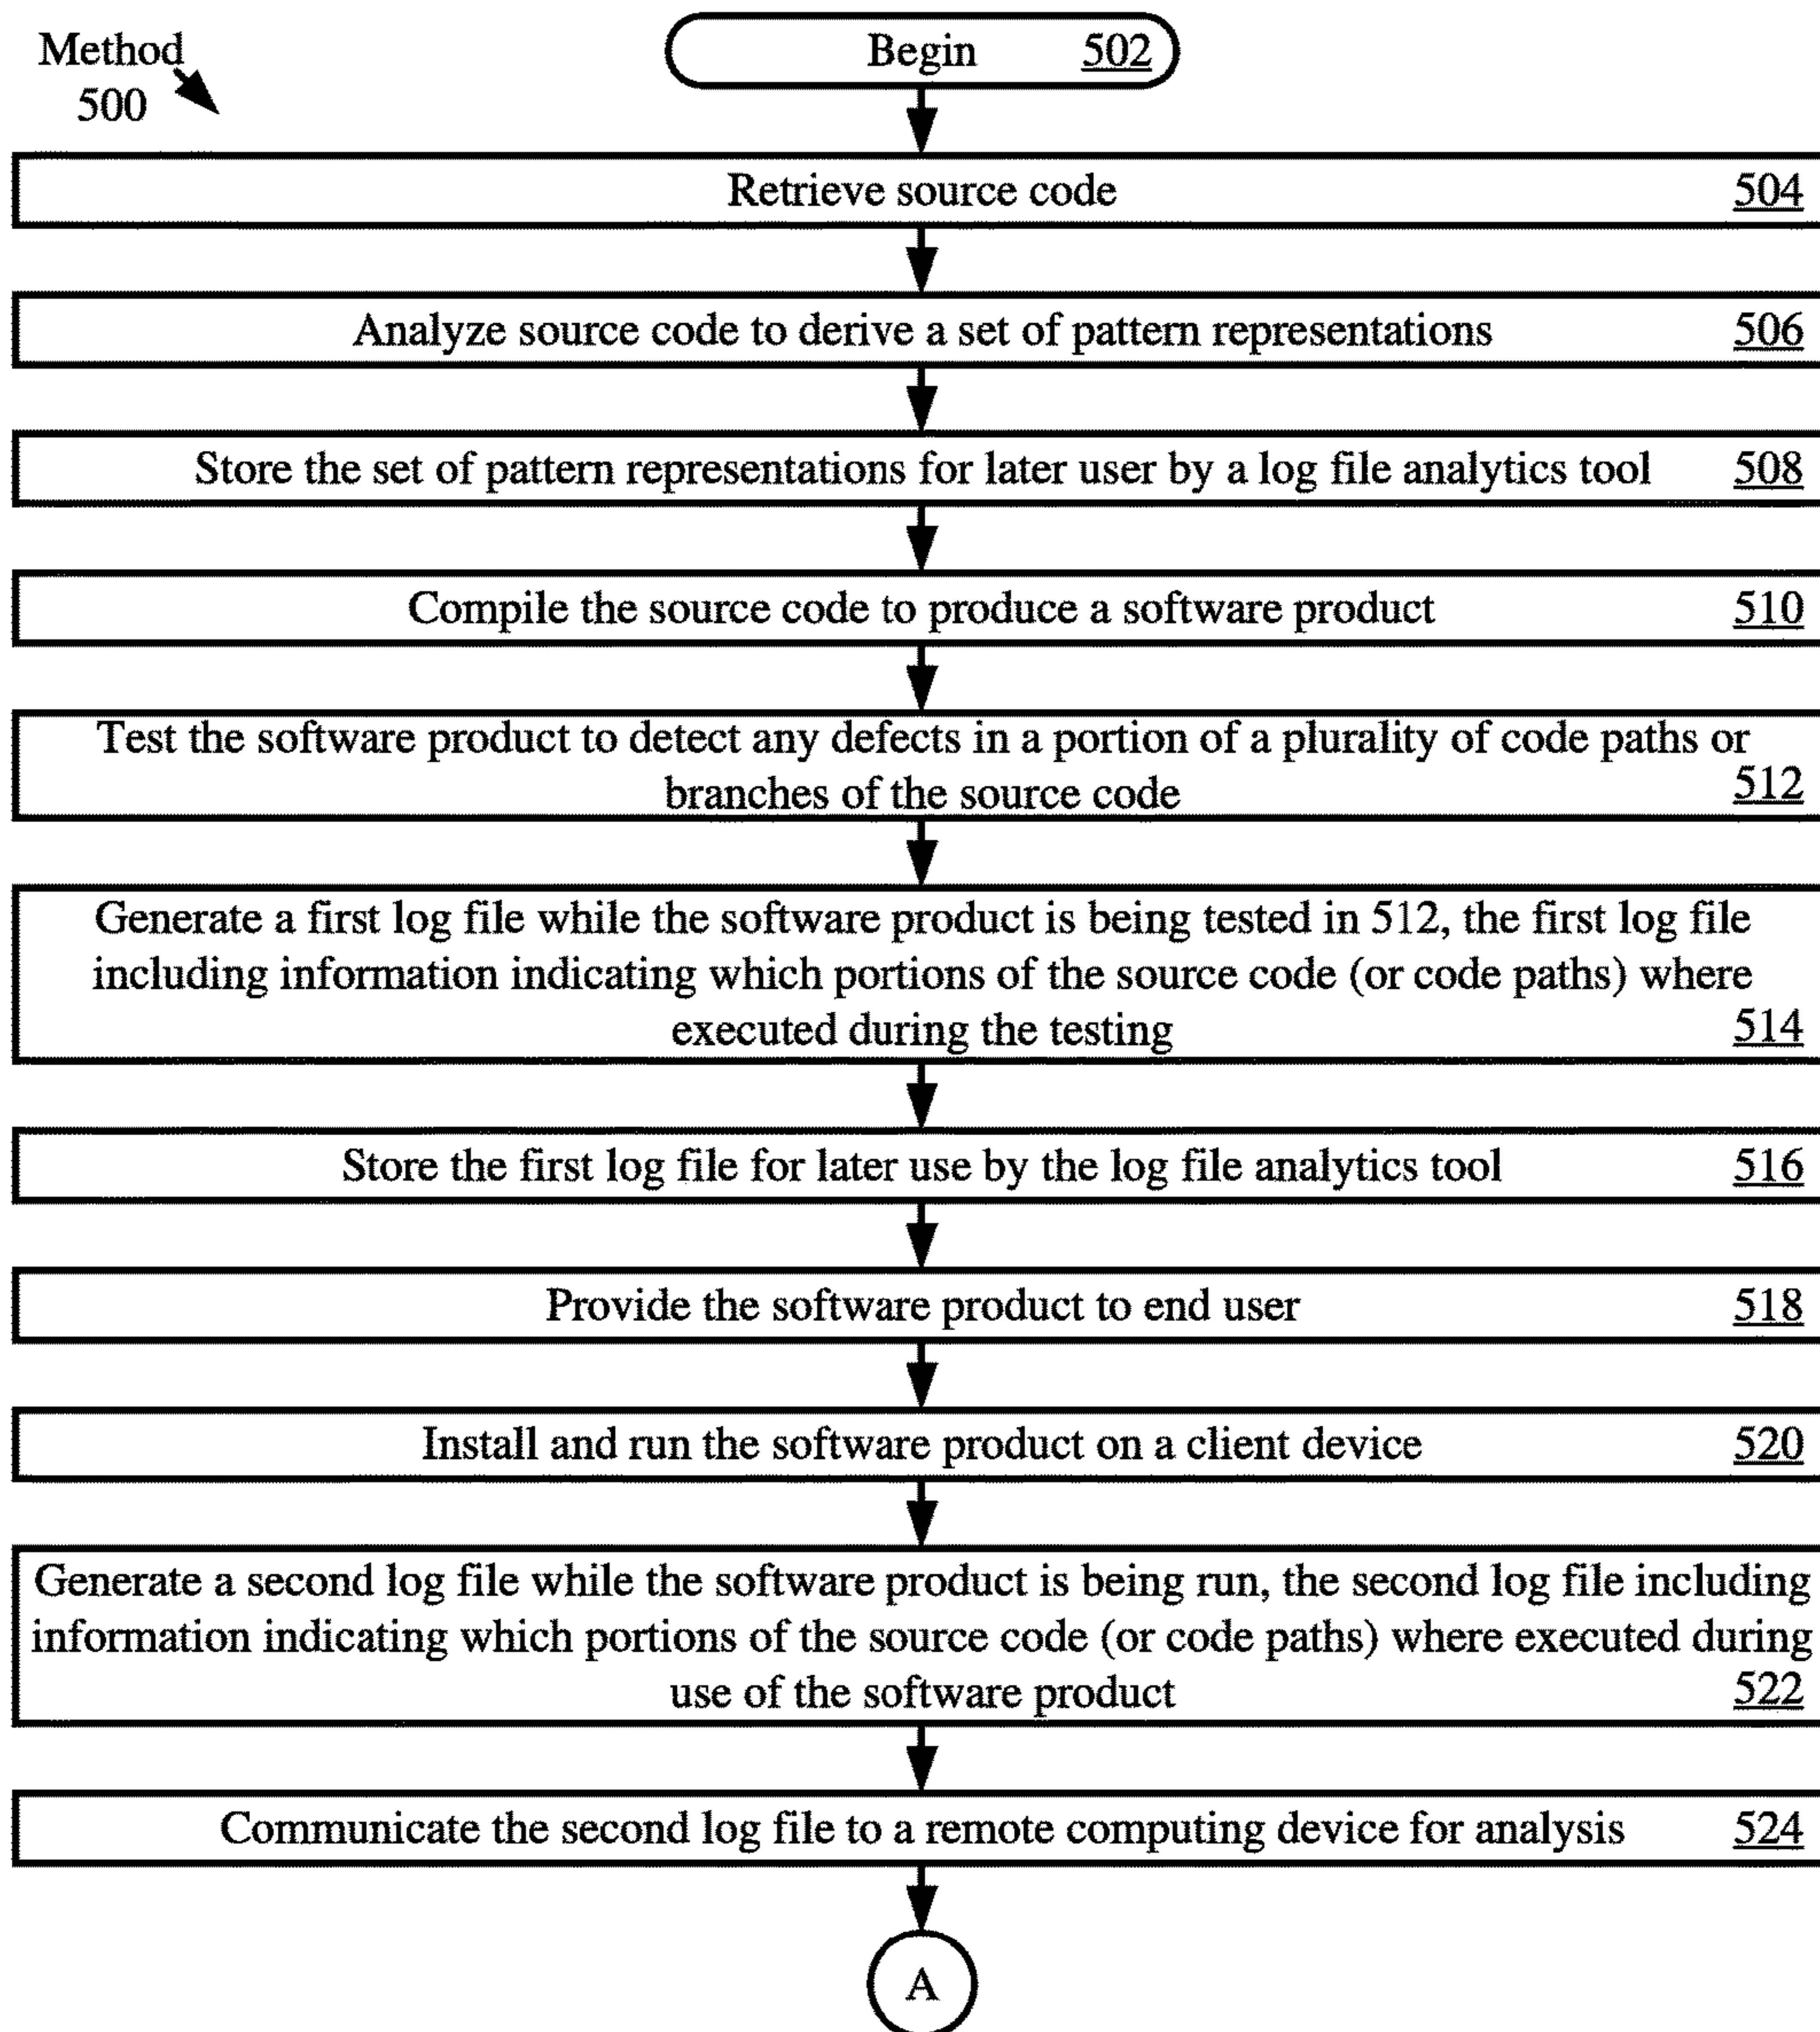 Method
500
Begin 502
Retrieve source code 504
Analyze source code to derive a set of pattern representations 506
Store the set of pattern representations for later user by a log file analytics tool 508
Compile the source code to produce a software product 510
Test the software product to detect any defects in a portion of a plurality of code paths or
branches of the source code 512
Generate a first log file while the software product is being tested in 512, the first log file
including information indicating which portions of the source code (or code paths) where
executed during the testing 514
Store the first log file for later use by the log file analytics tool 516
Provide the software product to end user 518
Install and run the software product on a client device 520
Generate a second log file while the software product is being run, the second log file including
information indicating which portions of the source code (or code paths) where executed during
use of the software product 522
Communicate the second log file to a remote computing device for analysis 524
A